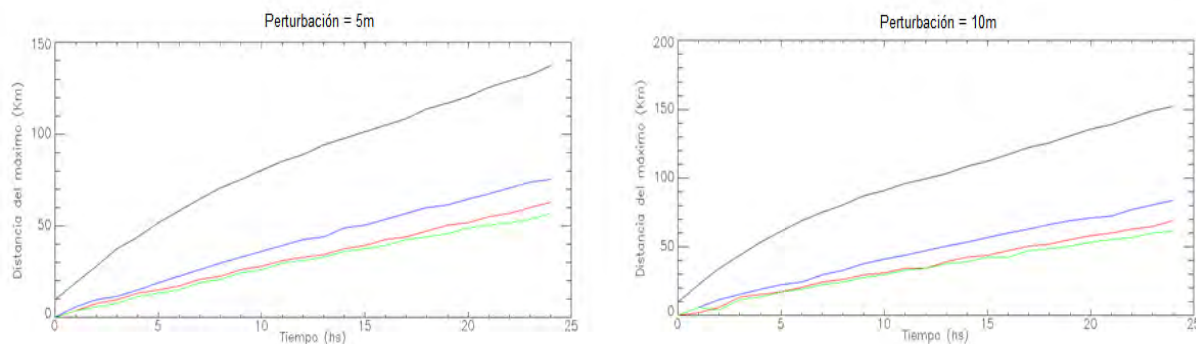 Perturbación = 5m
150
100
50
0
Distancia del máximo (Km)
0 5 10 15 20 25
Tiempo (hs)
Perturbación = 10m
200
150
100
50
0
Distancia del máximo (Km)
0 5 10 15 20 25
Tiempo (hs)